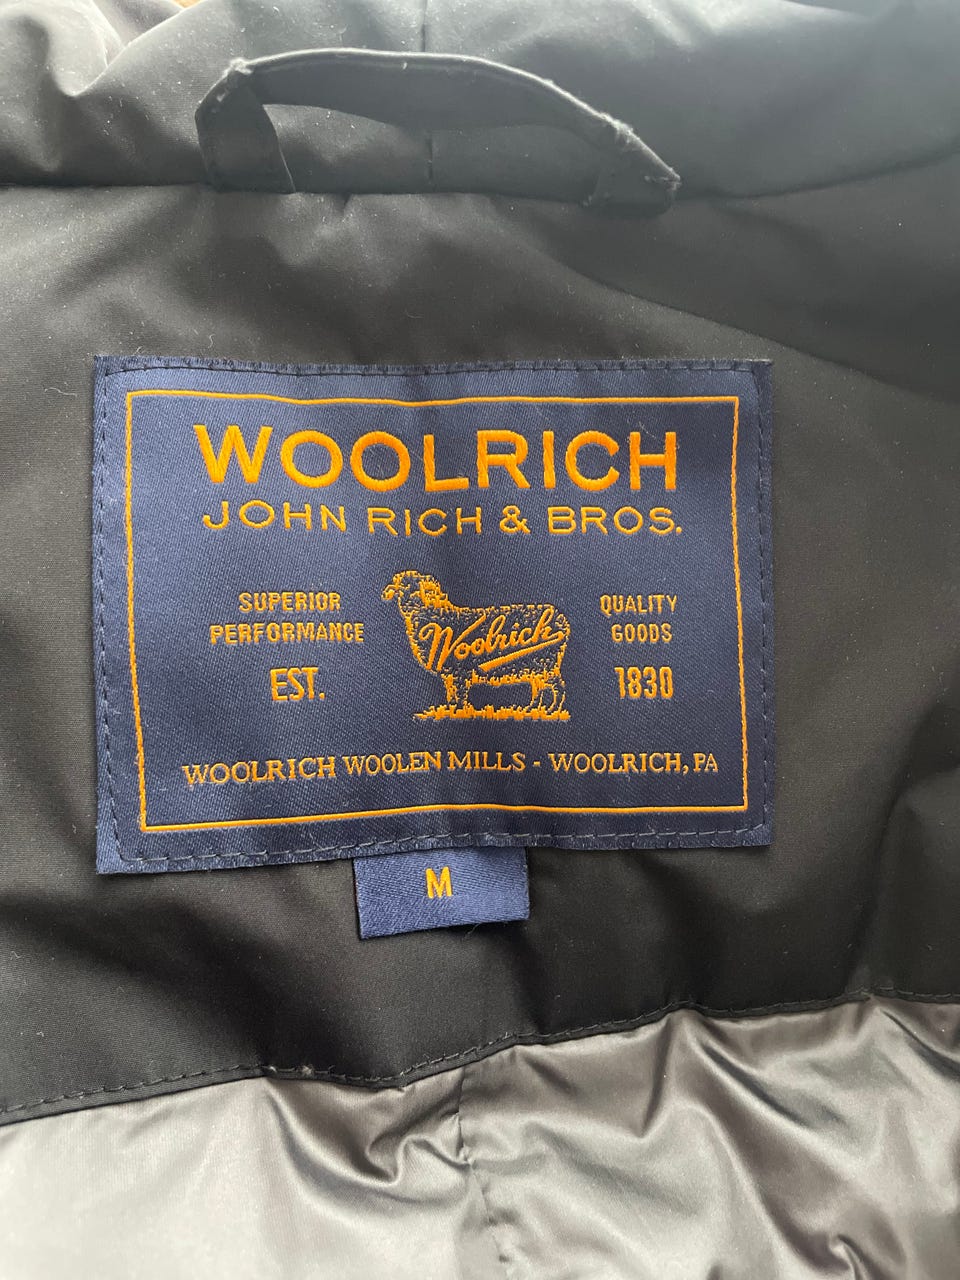 WOOLRICH
JOHN RICH & BROS.
SUPERIOR
PERFORMANCE
EST.
Woolrich
QUALITY
GOODS
1830
WOOLRICH WOOLEN MILLS - WOOLRICH, PA
M